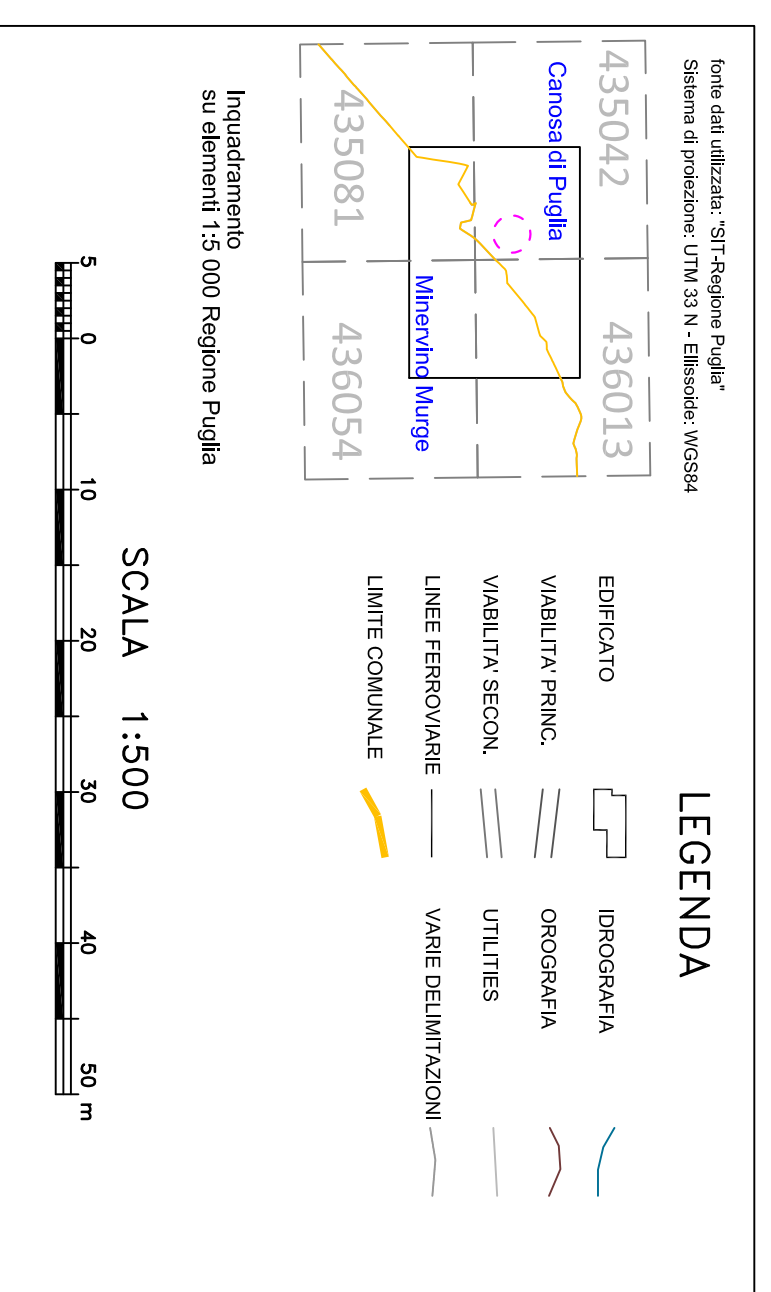 fonte dati utilizzata: "SIT-Regione Puglia"
Sistema di proiezione: UTM 33 N - Ellissoide: WGS84
435042
436013
Canosa di Puglia
Minervino Murge
435081
436054
Inquadramento
su elementi 1:5 000 Regione Puglia
LEGENDA
EDIFICATO
VIABILITA' PRINC.
VIABILITA' SECON.
LINEE FERROVIARIE
LIMITE COMUNALE
IDROGRAFIA
OROGRAFIA
UTILITIES
VARIE DELIMITAZIONI
SCALA 1:500
5 0 10 20 30 40 50 m